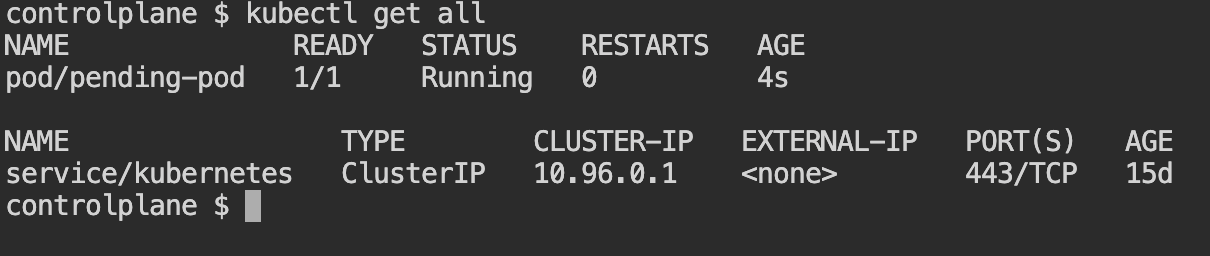 controlplane $ kubectl get all
NAME READY STATUS RESTARTS AGE
pod/pending-pod 1/1 Running 0 4s
NAME TYPE CLUSTER-IP EXTERNAL-IP PORT(S) AGE
service/kubernetes ClusterIP 10.96.0.1 <none> 443/TCP 15d
controlplane $